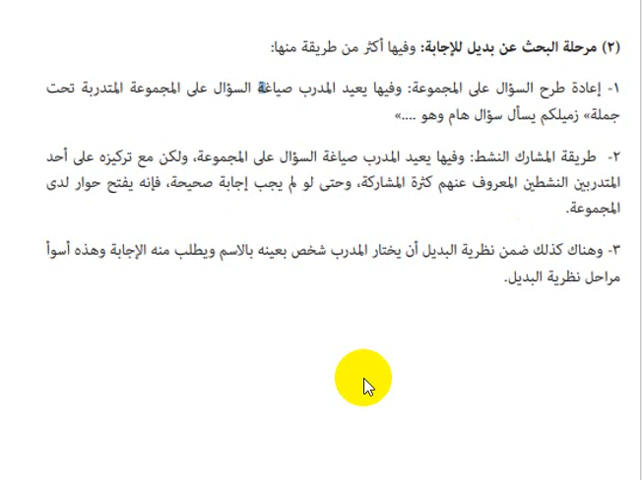 (٢) مرحلة البحث عن بديل للإجابة: وفيها أكثر من طريقة منها:
١- إعادة طرح السؤال على المجموعة: وفيها يعيد المدرب صياغة السؤال على المجموعة المتدربة تحت
جملة« زميلكم يسأل سؤال هام وهو ....«
٢- طريقة المشارك النشط: وفيها يعيد المدرب صياغة السؤال على المجموعة، ولكن مع تركيزه على أحد
المتدربين النشطين المعروف عنهم كثرة المشاركة، وحتى لو لم يجب إجابة صحيحة، فإنه يفتح حوار لدى
المجموعة.
٣- وهناك كذلك ضمن نظرية البديل أن يختار المدرب شخص بعينه بالاسم ويطلب منه الإجابة وهذه أسوأ
مراحل نظرية البديل.